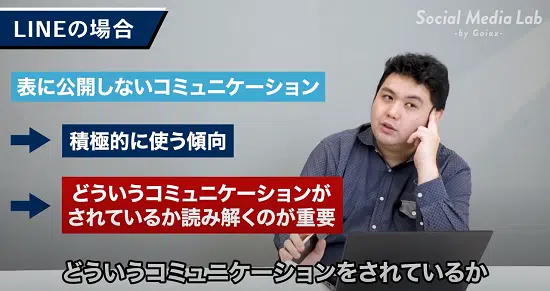 LINEの場合
Social Media Lab
-by Gaiax-
表に公開しないコミュニケーション
積極的に使う傾向
どういうコミュニケーションが
されているか読み解くのが重要
どういうコミュニケーションをされているか